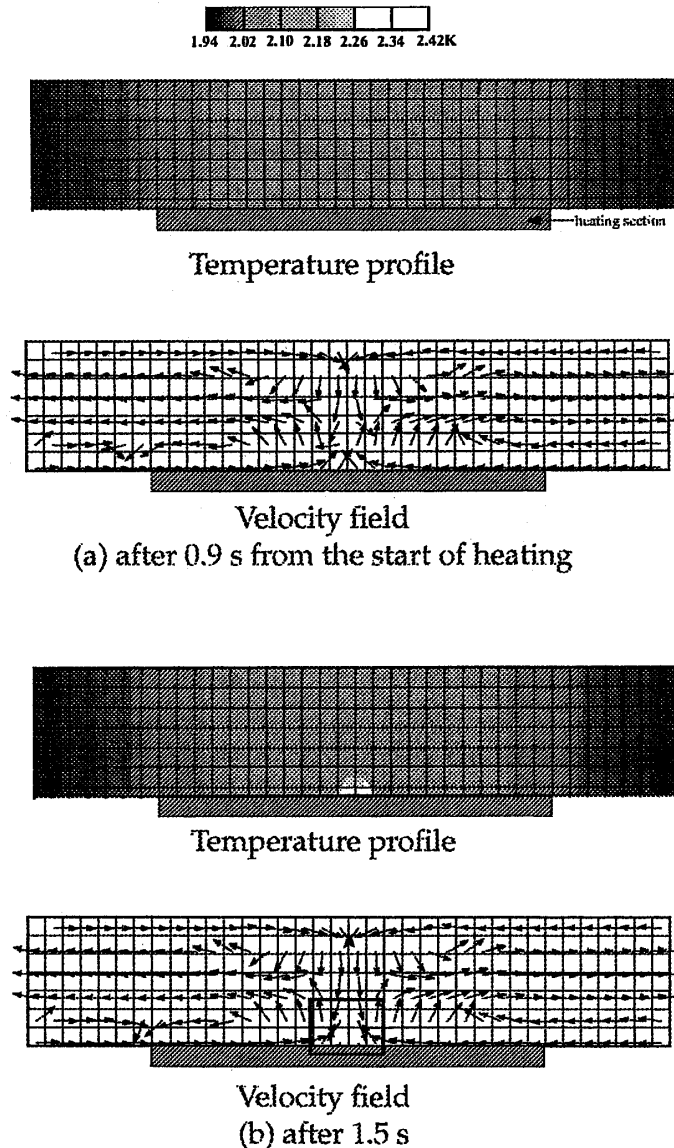 1.94 2.02 2.10 2.18 2.26 2.34 2.42K
heating section
Temperature profile
Velocity field
(a) after 0.9 s from the start of heating
Temperature profile
Velocity field
(b) after 1.5 s